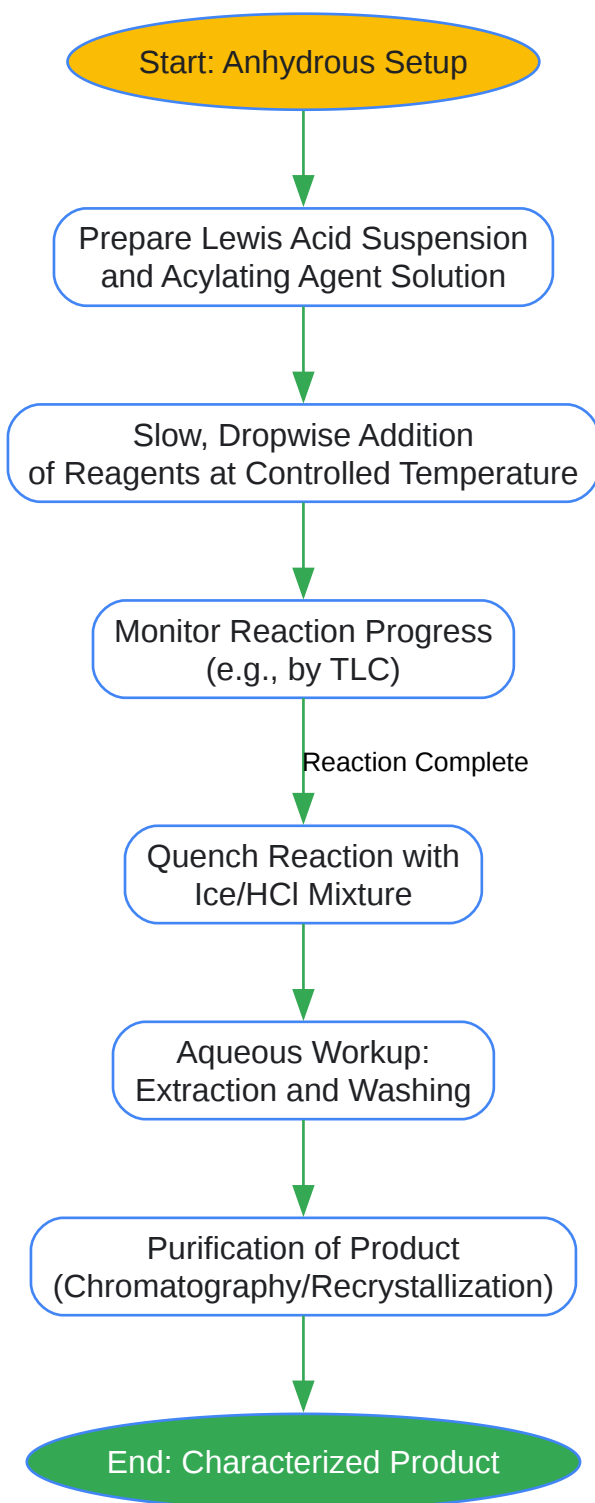 Start: Anhydrous Setup
Prepare Lewis Acid Suspension
and Acylating Agent Solution
Slow, Dropwise Addition
of Reagents at Controlled Temperature
Monitor Reaction Progress
(e.g., by TLC)
Reaction Complete
Quench Reaction with
Ice/HCl Mixture
Aqueous Workup:
Extraction and Washing
Purification of Product
(Chromatography/Recrystallization)
End: Characterized Product